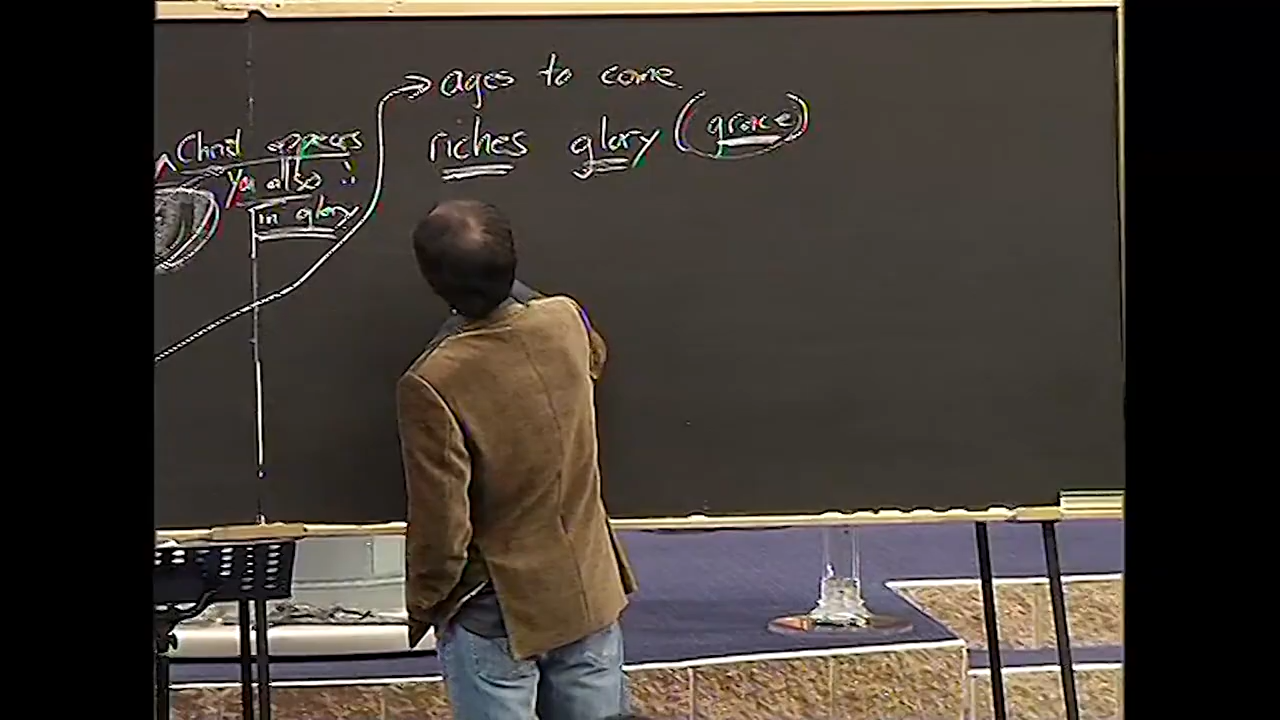 Christ appears
You also
in glory
ages to come
riches glory (grace)